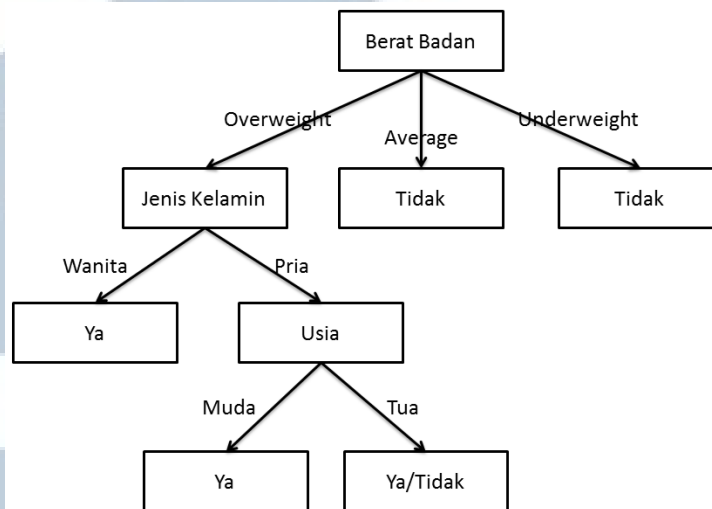 Berat Badan
Overweight
Average
Underweight
Jenis Kelamin
Tidak
Tidak
Wanita
Pria
Ya
Usia
Muda
Tua
Ya
Ya/Tidak